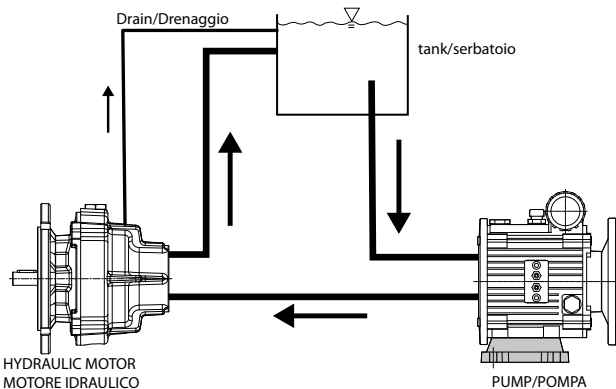 Drain/Drenaggio
tank/serbatoio
HYDRAULIC MOTOR
MOTORE IDRAULICO
PUMP/POMPA